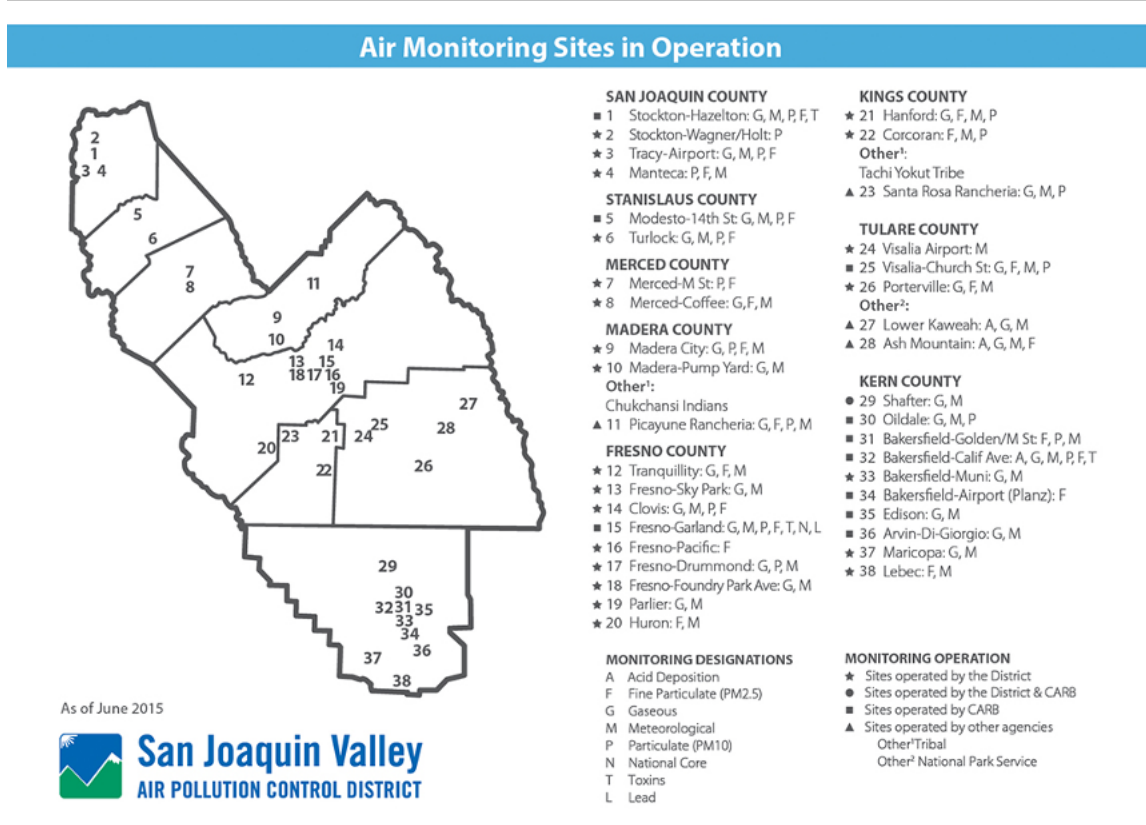 Air Monitoring Sites in Operation
2
1
3 4
5
6
7
8
11
9
10
14
13 15
18 17 16
12
19
27
25
28
23 21 24
20
22
26
29
30
32 31 35
33
34
36
37
38
As of June 2015
San Joaquin Valley
AIR POLLUTION CONTROL DISTRICT
SAN JOAQUIN COUNTY
■ 1 Stockton-Hazelton: G, M, P, F, T
★ 2 Stockton-Wagner/Holt: P
★ 3 Tracy-Airport: G, M, P, F
★ 4 Manteca: P, F, M
STANISLAUS COUNTY
■ 5 Modesto-14th St: G, M, P, F
★ 6 Turlock: G, M, P, F
MERCED COUNTY
★ 7 Merced-M St: P, F
★ 8 Merced-Coffee: G,F, M
MADERA COUNTY
★ 9 Madera City: G, P, F, M
★ 10 Madera-Pump Yard: G, M
Other¹:
Chukchansi Indians
▲ 11 Picayune Rancheria: G, F, P, M
FRESNO COUNTY
★ 12 Tranquillity: G, F, M
★ 13 Fresno-Sky Park: G, M
★ 14 Clovis: G, M, P, F
■ 15 Fresno-Garland: G, M, P, F, T, N, L
★ 16 Fresno-Pacific: F
★ 17 Fresno-Drummond: G, P, M
★ 18 Fresno-Foundry Park Ave: G, M
★ 19 Parlier: G, M
★ 20 Huron: F, M
KINGS COUNTY
★ 21 Hanford: G, F, M, P
★ 22 Corcoran: F, M, P
Other¹:
Tachi Yokut Tribe
▲ 23 Santa Rosa Rancheria: G, M, P
TULARE COUNTY
★ 24 Visalia Airport: M
■ 25 Visalia-Church St: G, F, M, P
★ 26 Porterville: G, F, M
Other²:
▲ 27 Lower Kaweah: A, G, M
▲ 28 Ash Mountain: A, G, M, F
KERN COUNTY
● 29 Shafter: G, M
■ 30 Oildale: G, M, P
■ 31 Bakersfield-Golden/M St: F, P, M
■ 32 Bakersfield-Calif Ave: A, G, M, P, F, T
★ 33 Bakersfield-Muni: G, M
■ 34 Bakersfield-Airport (Planz): F
■ 35 Edison: G, M
■ 36 Arvin-Di-Giorgio: G, M
★ 37 Maricopa: G, M
★ 38 Lebec: F, M
MONITORING DESIGNATIONS
A Acid Deposition
F Fine Particulate (PM2.5)
G Gaseous
M Meteorological
P Particulate (PM10)
N National Core
T Toxins
L Lead
MONITORING OPERATION
★ Sites operated by the District
● Sites operated by the District & CARB
■ Sites operated by CARB
▲ Sites operated by other agencies
Other¹Tribal
Other² National Park Service